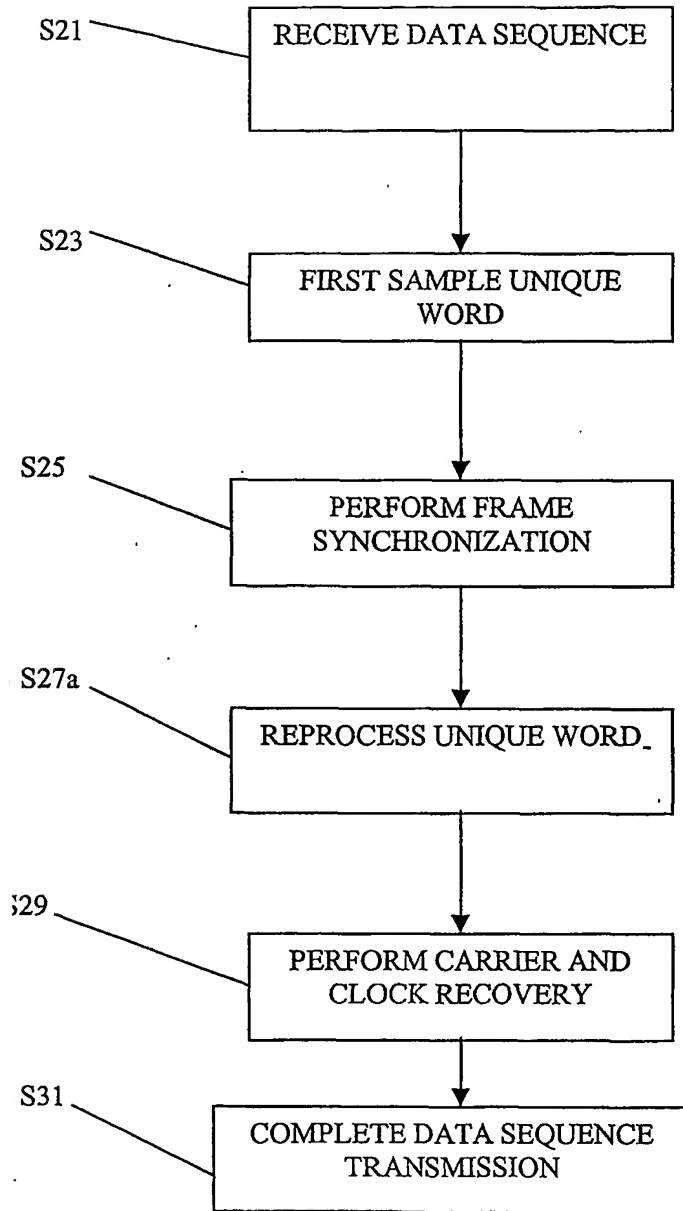 S21
RECEIVE DATA SEQUENCE
S23
FIRST SAMPLE UNIQUE
WORD
S25
PERFORM FRAME
SYNCHRONIZATION
S27a
REPROCESS UNIQUE WORD
S29
PERFORM CARRIER AND
CLOCK RECOVERY
S31
COMPLETE DATA SEQUENCE
TRANSMISSION